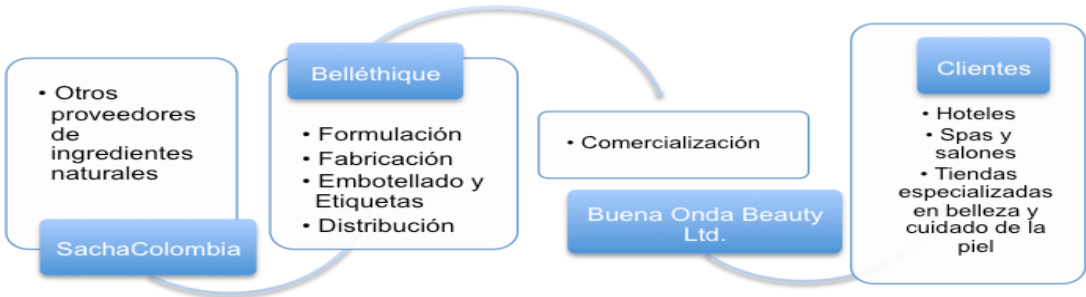 • Otros
proveedores
de
ingredientes
naturales
SachaColombia
Belléthique
• Formulación
• Fabricación
• Embotellado y
Etiquetas
• Distribución
• Comercialización
Buena Onda Beauty
Ltd.
Clientes
• Hoteles
• Spas y
salones
• Tiendas
especializadas
en belleza y
cuidado de la
piel